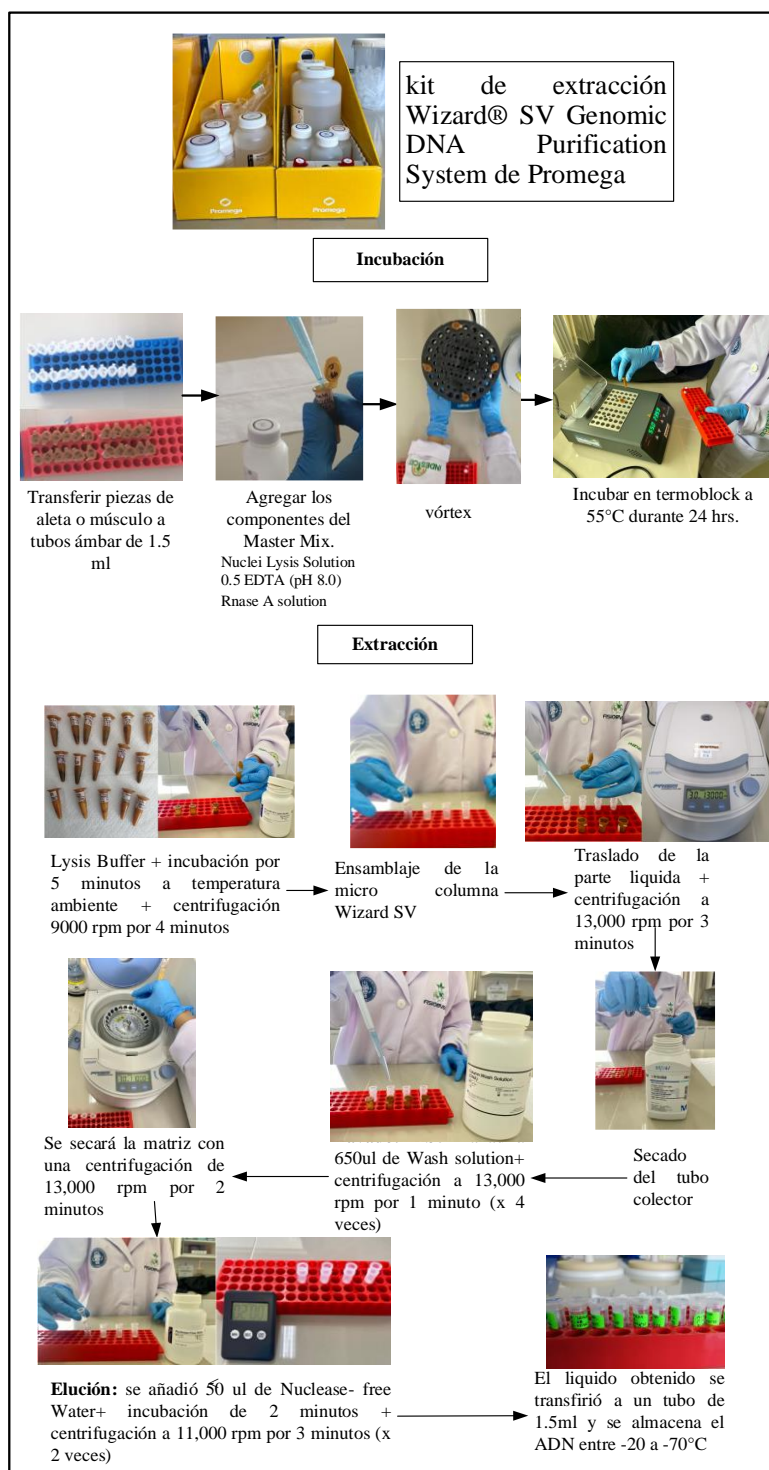 kit de extracción
Wizard® SV Genomic
DNA Purification
System de Promega
Promega
Promega
Incubación
Transferir piezas de
aleta o músculo a
tubos ámbar de 1.5
ml
Agregar los
componentes del
Master Mix.
Nuclei Lysis Solution
0.5 EDTA (pH 8.0)
Rnase A solution
vórtex
Incubar en termoblock a
55°C durante 24 hrs.
Extracción
Lysis Buffer + incubación por
5 minutos a temperatura
ambiente + centrifugación
9000 rpm por 4 minutos
Ensamblaje de la
micro columna
Wizard SV
Traslado de la
parte liquida +
centrifugación a
13,000 rpm por 3
minutos
Secado
del tubo
colector
650ul de Wash solution+
centrifugación a 13,000
rpm por 1 minuto (x 4
veces)
Se secará la matriz con
una centrifugación de
13,000 rpm por 2
minutos
Elución: se añadió 50 ul de Nuclease- free
Water+ incubación de 2 minutos +
centrifugación a 11,000 rpm por 3 minutos (x
2 veces)
El liquido obtenido se
transfirió a un tubo de
1.5ml y se almacena el
ADN entre -20 a -70°C